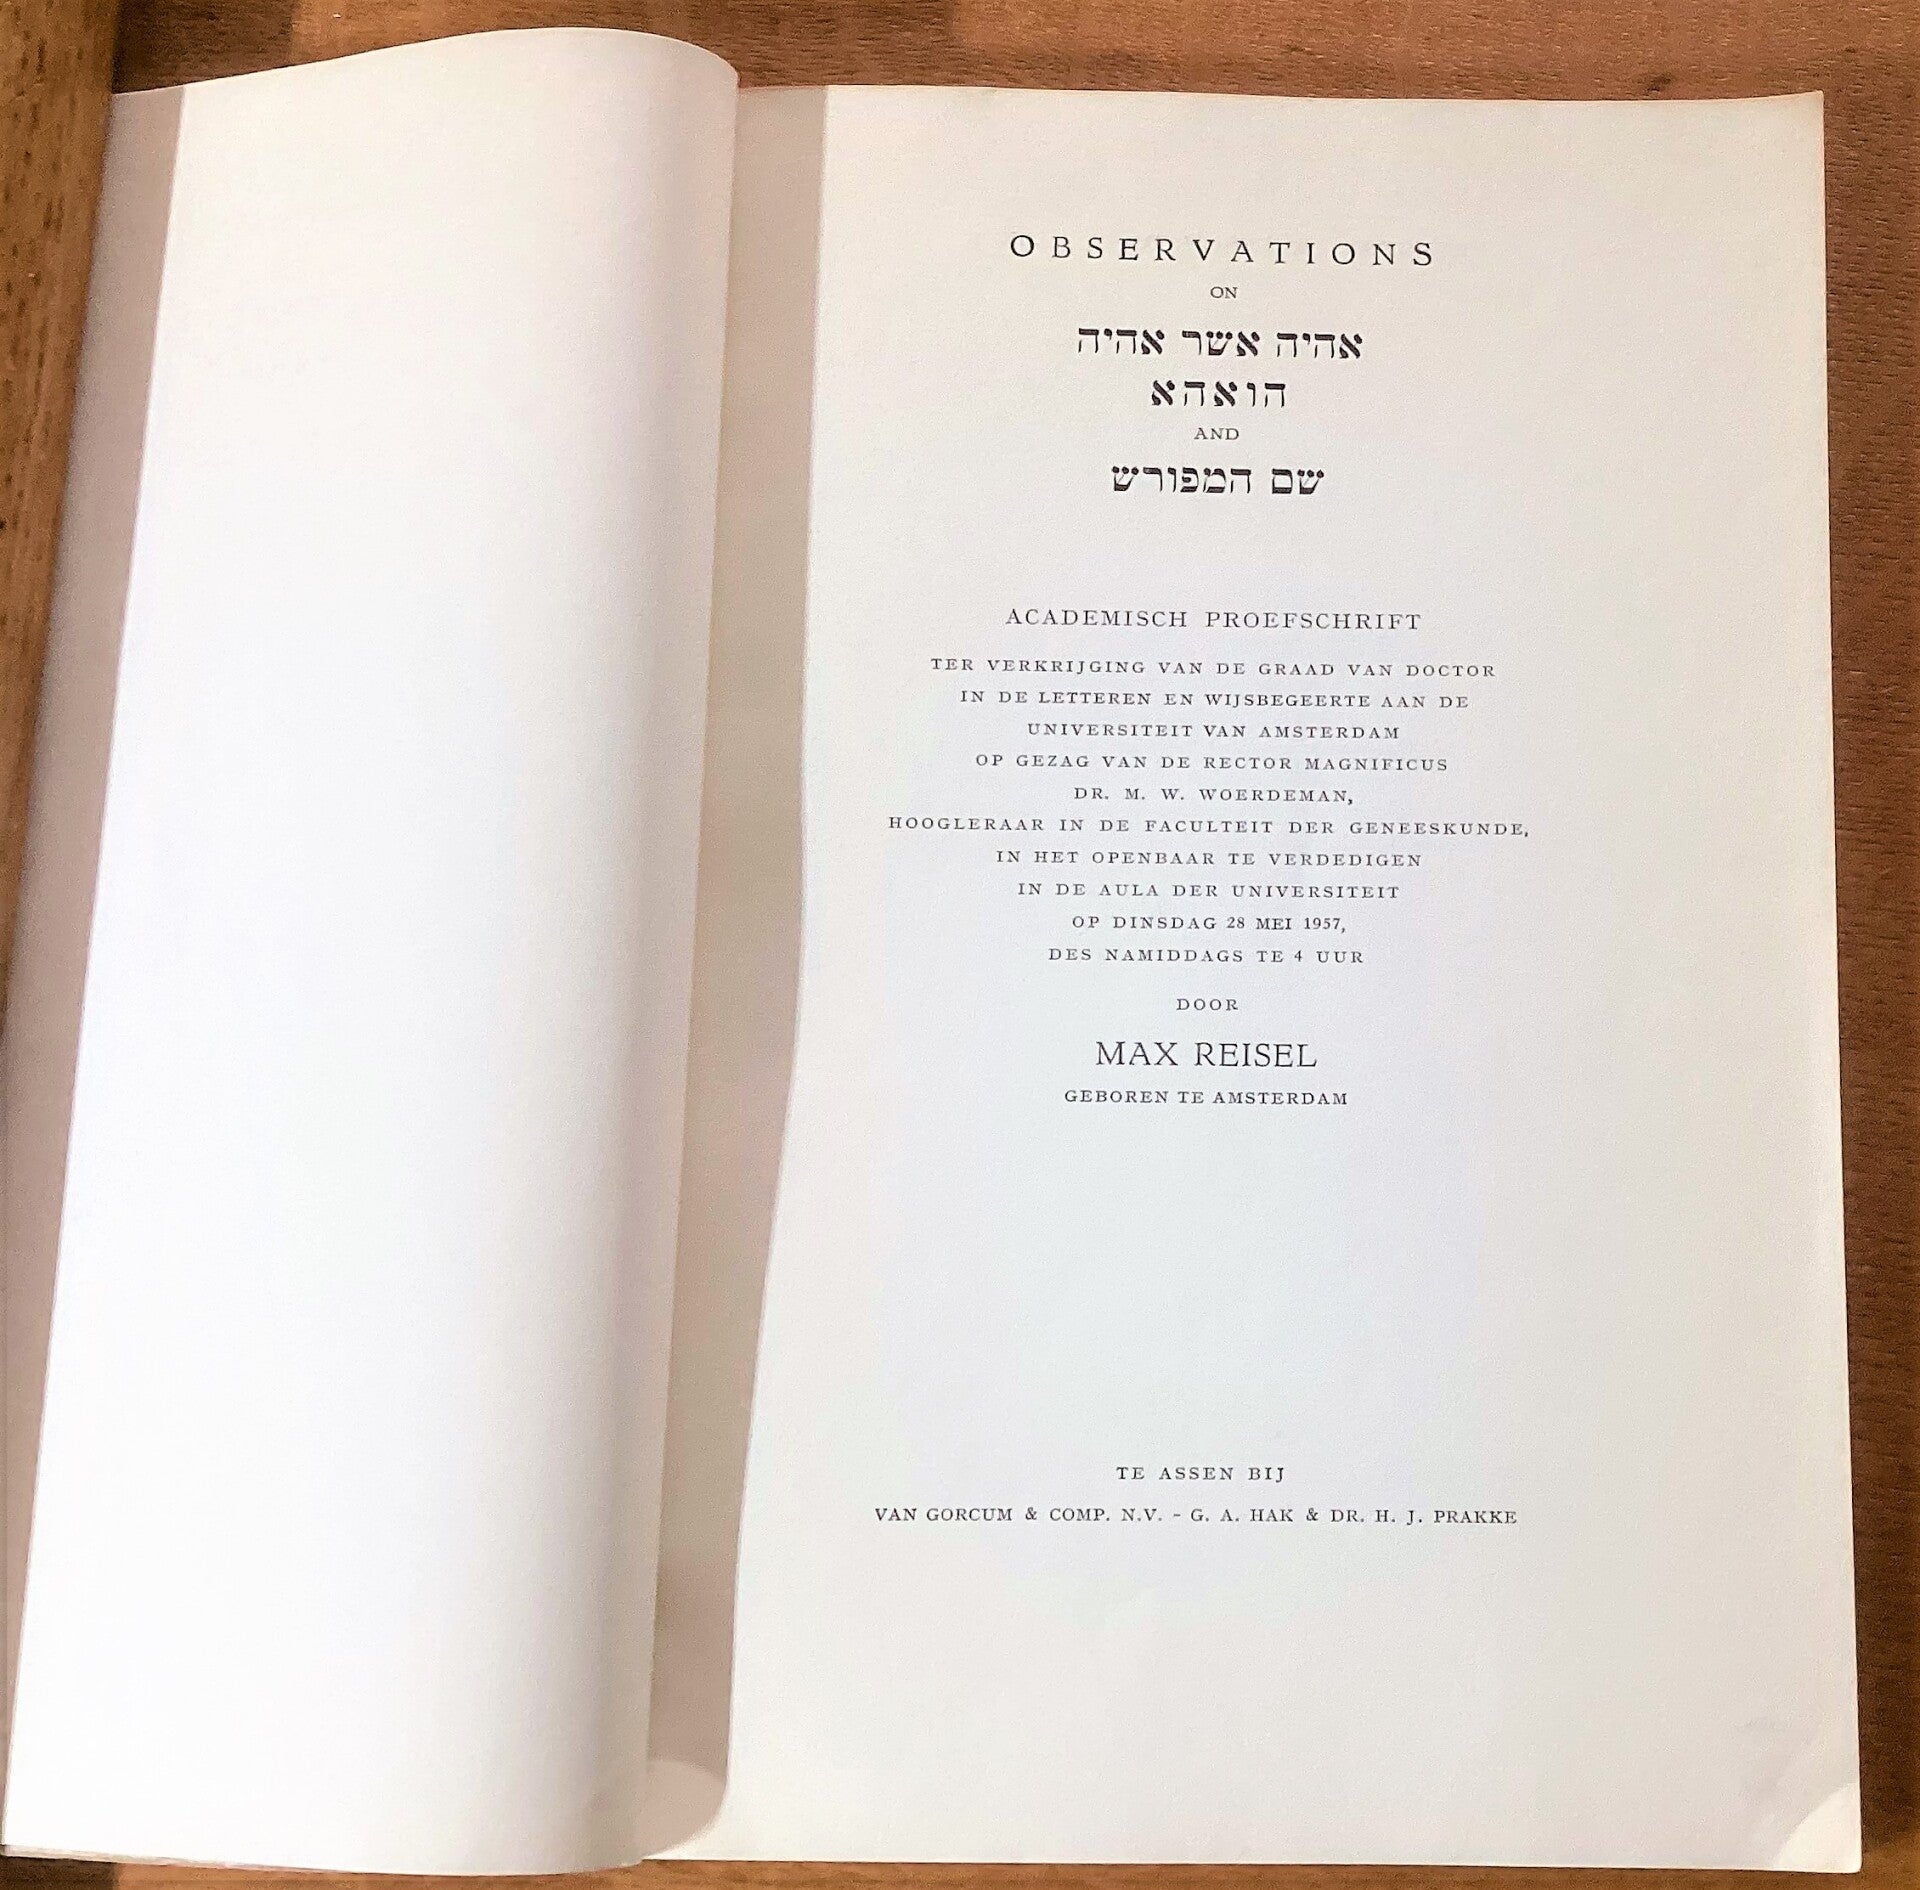 OBSERVATIONS
ON
אהיה אשר אהיה
הואהא
AND
שם המפורש
ACADEMISCH PROEFSCHRIFT
TER VERKRIJGING VAN DE GRAAD VAN DOCTOR
IN DE LETTEREN EN WIJSBEGEERTE AAN DE
UNIVERSITEIT VAN AMSTERDAM
OP GEZAG VAN DE RECTOR MAGNIFICUS
DR. M. W. WOERDEMAN,
HOOGLERAAR IN DE FACULTEIT DER GENEESKUNDE,
IN HET OPENBAAR TE VERDEDIGEN
IN DE AULA DER UNIVERSITEIT
OP DINSDAG 28 MEI 1957,
DES NAMIDDAGS TE 4 UUR
DOOR
MAX REISEL
GEBOREN TE AMSTERDAM
TE ASSEN BIJ
VAN GORCUM & COMP. N.V. - G. A. HAK & DR. H. J. PRAKKE